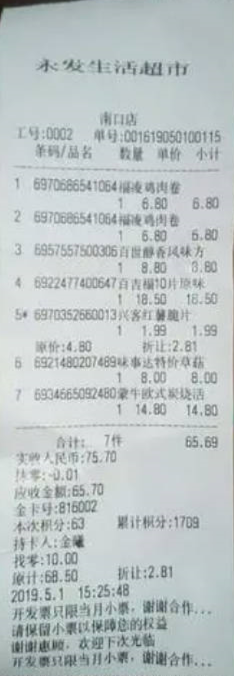 永发生活超市
南口店
工号:0002 单号:001619050100115
条码/品名 数量 单价 小计
1 6970686541064福凌鸡肉卷
1 6.80 6.80
2 6970686541064福凌鸡肉卷
1 6.80 6.80
3 6957557500306百世醇香风味方
1 8.80 8.80
4 6922477400647百吉福10片原味
1 18.50 18.50
5* 6970352660013兴客红薯脆片
1 1.99 1.99
原价:4.80 折让:2.81
6 6921480207489味事达特价草菇
1 8.00 8.00
7 6934665092480蒙牛欧式炭烧活
1 14.80 14.80
合计: 7件 65.69
实收人民币:75.70
抹零:-0.01
应收金额:65.70
金卡号:816002
本次积分:63 累计积分:1709
持卡人:金曦
找零:10.00
原计:68.50 折让:2.81
2019.5.1 15:25:48
开发票只限当月小票，谢谢合作...
请保留小票以保障您的权益
谢谢惠顾，欢迎下次光临
开发票只限当月小票，谢谢合作...